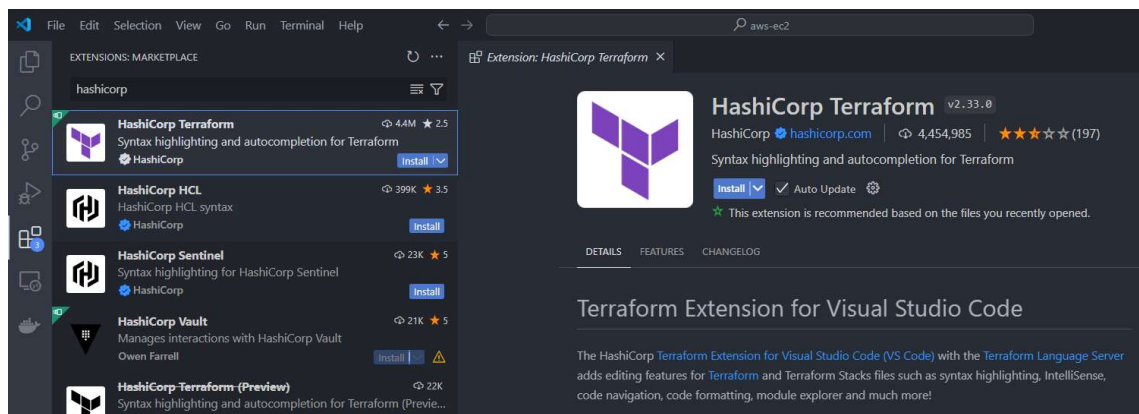 File Edit Selection View Go Run Terminal Help
aws-ec2
EXTENSIONS: MARKETPLACE
hashicorp
HashiCorp Terraform 4.4M 2.5
Syntax highlighting and autocompletion for Terraform
HashiCorp Install
HashiCorp HCL 399K 3.5
HashiCorp HCL syntax
HashiCorp Install
HashiCorp Sentinel 23K 5
Syntax highlighting for HashiCorp Sentinel
HashiCorp Install
HashiCorp Vault 21K 5
Manages interactions with HashiCorp Vault
Owen Farrell Install
HashiCorp Terraform (Preview) 22K
Syntax highlighting and autocompletion for Terraform (Previe...
3
Extension: HashiCorp Terraform
HashiCorp Terraform v2.33.0
HashiCorp hashicorp.com 4,454,985 (197)
Syntax highlighting and autocompletion for Terraform
Install Auto Update
This extension is recommended based on the files you recently opened.
DETAILS FEATURES CHANGELOG
Terraform Extension for Visual Studio Code
The HashiCorp Terraform Extension for Visual Studio Code (VS Code) with the Terraform Language Server
adds editing features for Terraform and Terraform Stacks files such as syntax highlighting, IntelliSense,
code navigation, code formatting, module explorer and much more!